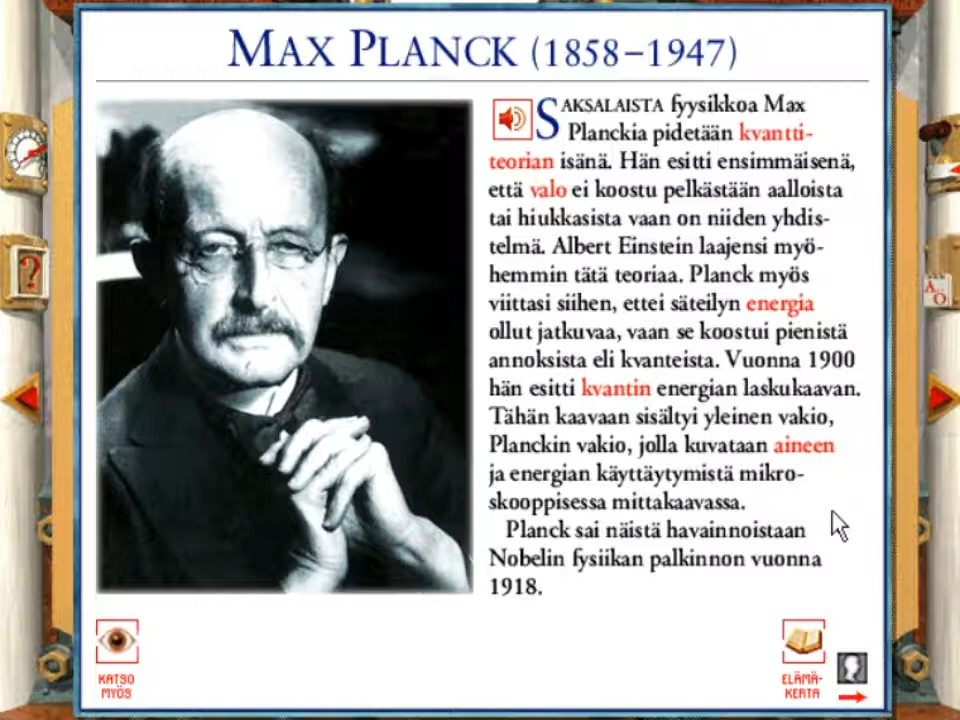 MAX PLANCK (1858–1947)
SAKSALAISTA fyysikkoa Max
Planckia pidetään kvantti-
teorian isänä. Hän esitti ensimmäisenä,
että valo ei koostu pelkästään aalloista
tai hiukkasista vaan on niiden yhdis-
telmä. Albert Einstein laajensi myö-
hemmin tätä teoriaa. Planck myös
viittasi siihen, ettei säteilyn energia
ollut jatkuvaa, vaan se koostui pienistä
annoksista eli kvanteista. Vuonna 1900
hän esitti kvantin energian laskukaavan.
Tähän kaavaan sisältyi yleinen vakio,
Planckin vakio, jolla kuvataan aineen
ja energian käyttäytymistä mikro-
skooppisessa mittakaavassa.
Planck sai näistä havainnoistaan
Nobelin fysiikan palkinnon vuonna
1918.
KATSO
MYÖS
ELÄMÄ-
KERTA
?
A...
Ö